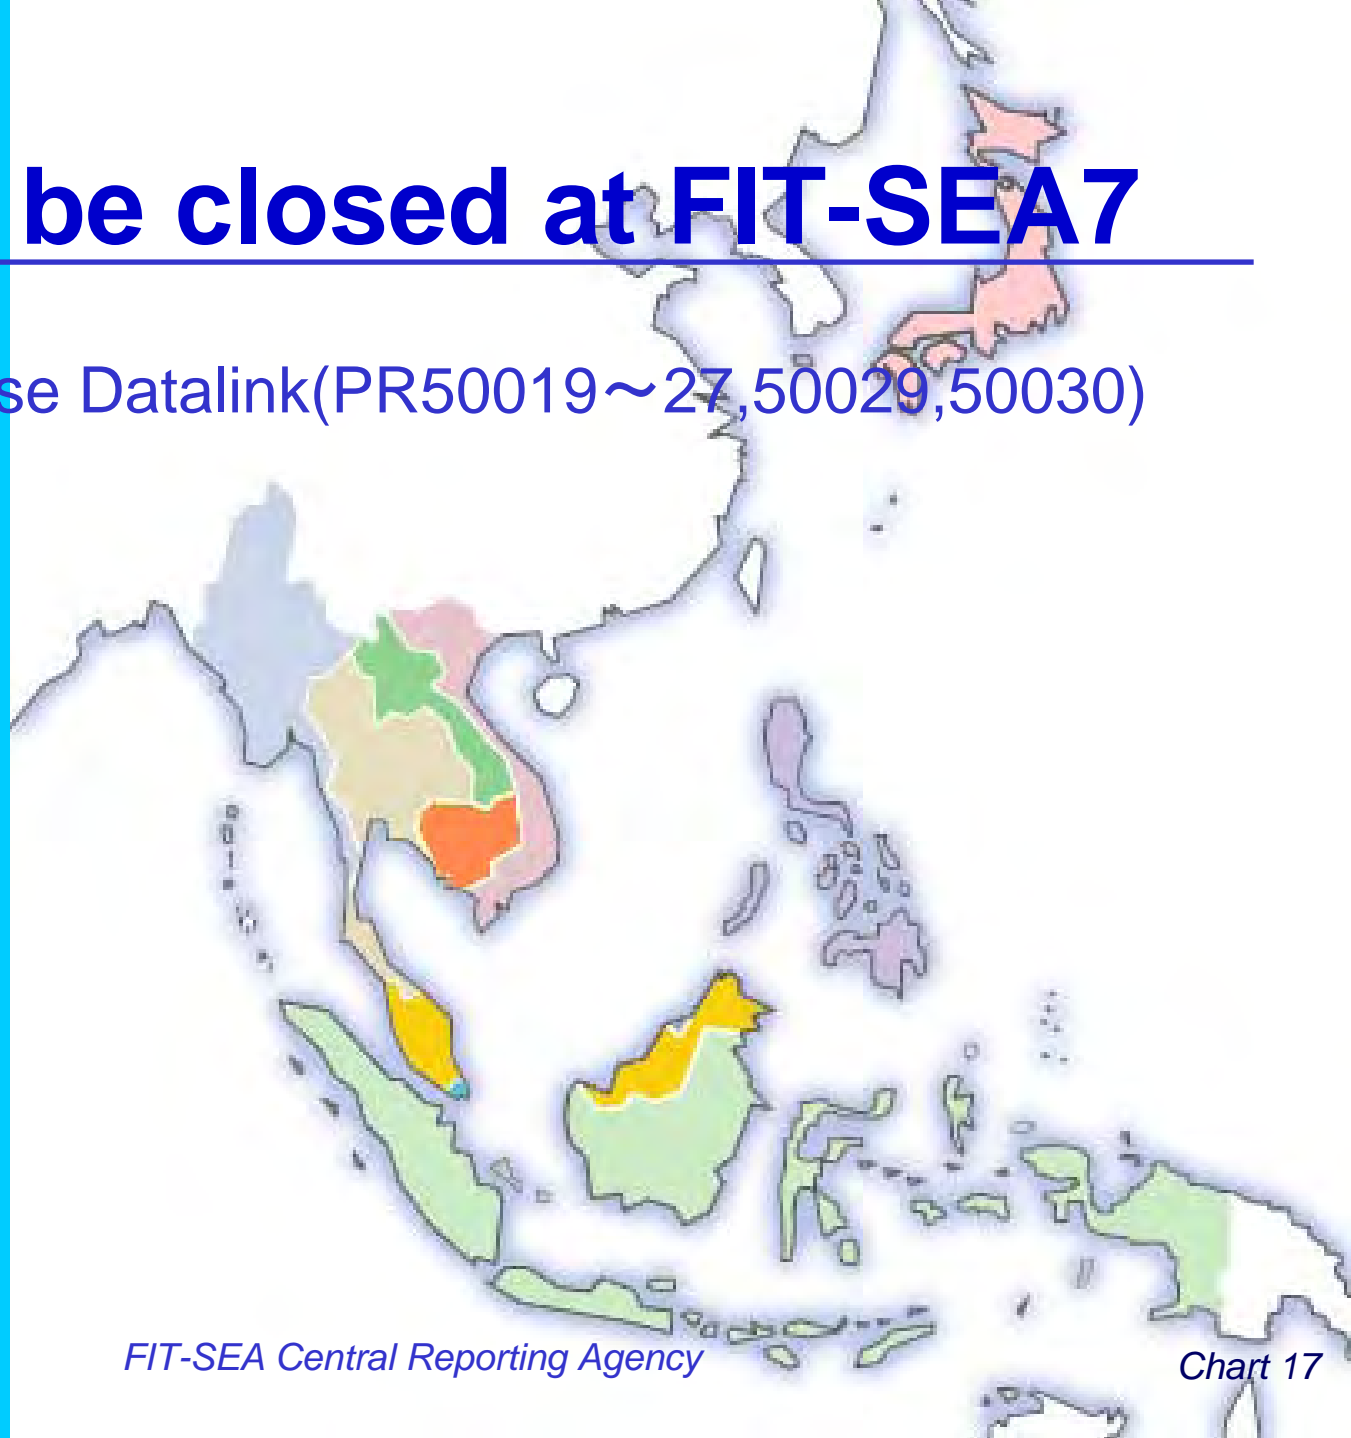 be closed at FIT-SEA7
se Datalink(PR50019～27,50029,50030)
FIT-SEA Central Reporting Agency
Chart 17